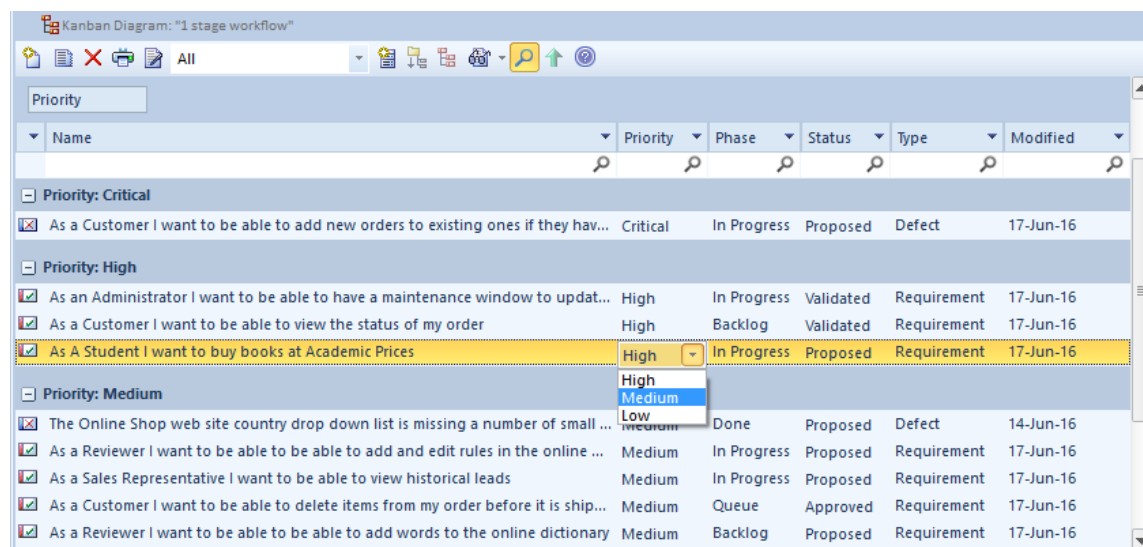 Kanban Diagram: "1 stage workflow"
All
Priority
Name Priority Phase Status Type Modified
Priority: Critical
As a Customer I want to be able to add new orders to existing ones if they hav... Critical In Progress Proposed Defect 17-Jun-16
Priority: High
As an Administrator I want to be able to have a maintenance window to updat... High In Progress Validated Requirement 17-Jun-16
As a Customer I want to be able to view the status of my order High Backlog Validated Requirement 17-Jun-16
As A Student I want to buy books at Academic Prices High In Progress Proposed Requirement 17-Jun-16
High
Medium
Low
Priority: Medium
The Online Shop web site country drop down list is missing a number of small ... Medium Done Proposed Defect 14-Jun-16
As a Reviewer I want to be able to be able to add and edit rules in the online ... Medium In Progress Proposed Requirement 17-Jun-16
As a Sales Representative I want to be able to view historical leads Medium In Progress Proposed Requirement 17-Jun-16
As a Customer I want to be able to delete items from my order before it is ship... Medium Queue Approved Requirement 17-Jun-16
As a Reviewer I want to be able to be able to add words to the online dictionary Medium Backlog Proposed Requirement 17-Jun-16